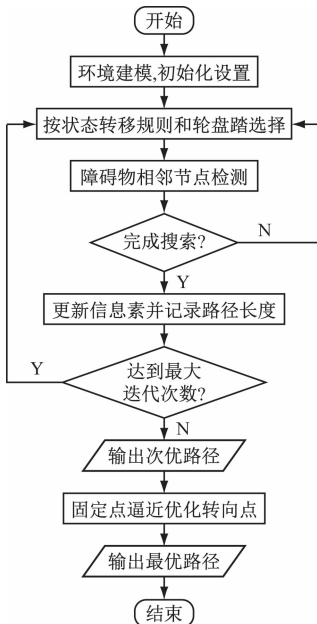 开始
环境建模,初始化设置
按状态转移规则和轮盘踏选择
障碍物相邻节点检测
完成搜索?
N
Y
更新信息素并记录路径长度
达到最大
迭代次数?
Y
N
输出次优路径
固定点逼近优化转向点
输出最优路径
结束